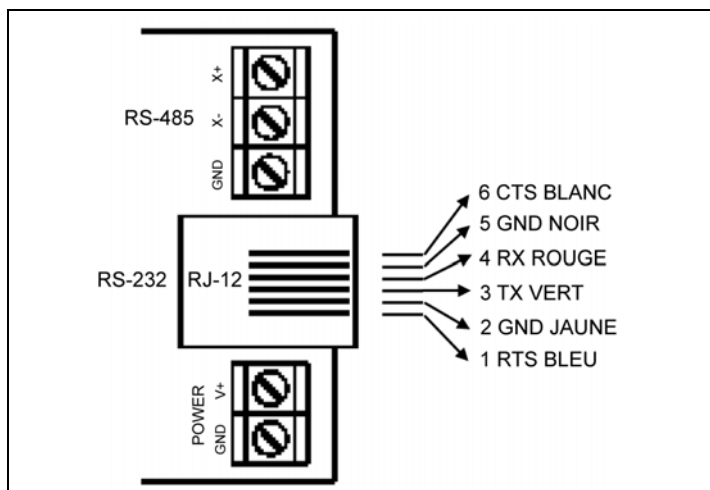 X+
RS-485
X-
GND
6 CTS BLANC
5 GND NOIR
4 RX ROUGE
RS-232 RJ-12
3 TX VERT
2 GND JAUNE
1 RTS BLEU
POWER
V+
GND